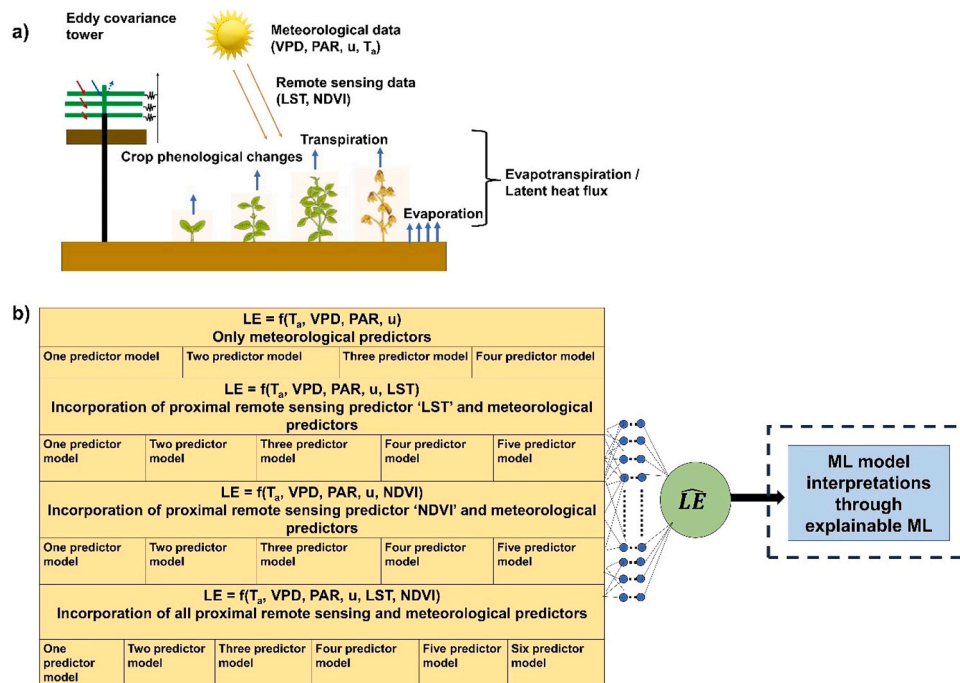 a)
Eddy covariance
tower
Meteorological data
(VPD, PAR, u, Tₐ)
Remote sensing data
(LST, NDVI)
Transpiration
Crop phenological changes
Evaporation
Evapotranspiration /
Latent heat flux
b)
LE = f(Tₐ, VPD, PAR, u)
Only meteorological predictors
One predictor model
Two predictor model
Three predictor model
Four predictor model
LE = f(Tₐ, VPD, PAR, u, LST)
Incorporation of proximal remote sensing predictor ‘LST’ and meteorological
predictors
One predictor
model
Two predictor
model
Three predictor
model
Four predictor
model
Five predictor
model
LE = f(Tₐ, VPD, PAR, u, NDVI)
Incorporation of proximal remote sensing predictor ‘NDVI’ and meteorological
predictors
One predictor
model
Two predictor
model
Three predictor
model
Four predictor
model
Five predictor
model
LE = f(Tₐ, VPD, PAR, u, LST, NDVI)
Incorporation of all proximal remote sensing and meteorological predictors
One
predictor
model
Two predictor
model
Three predictor
model
Four predictor
model
Five predictor
model
Six predictor
model
L̂E
ML model
interpretations
through
explainable ML